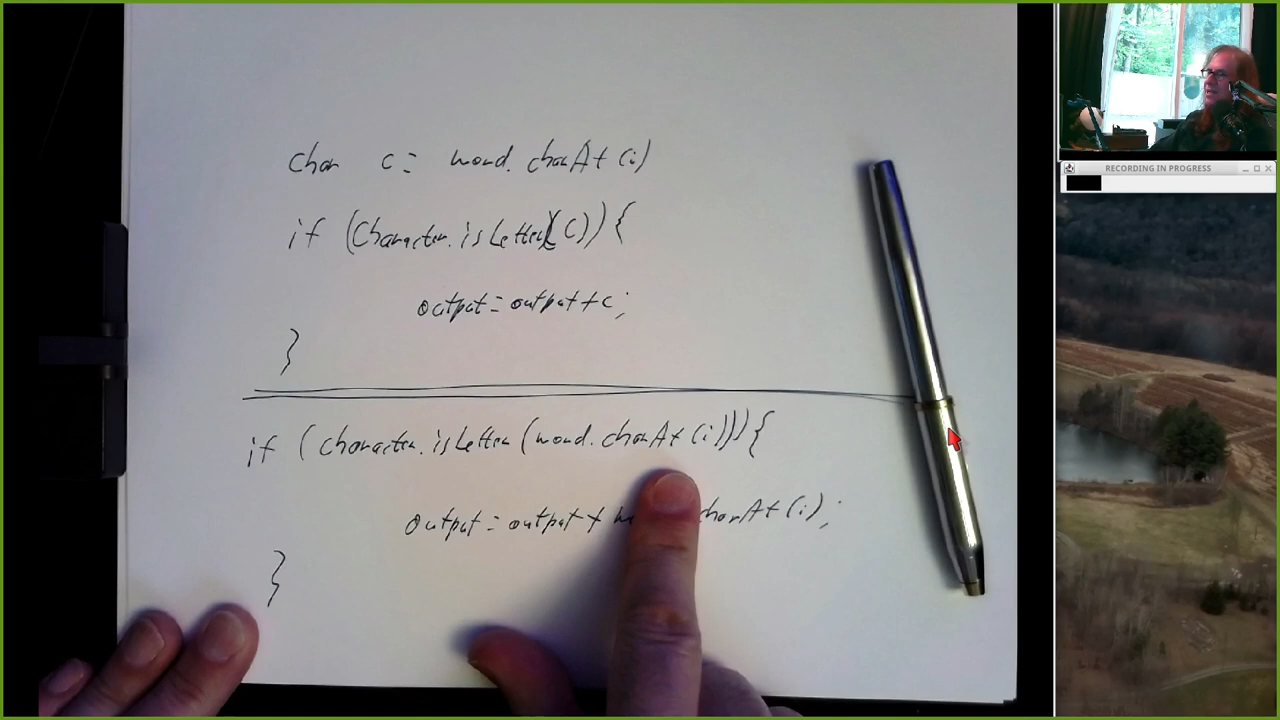 char c = word.charAt(i)
if (Character.isLetter(c)) {
output = output + c;
}
if (character.isLetter(word.charAt(i))) {
output = output + charAt(i);
}
RECORDING IN PROGRESS